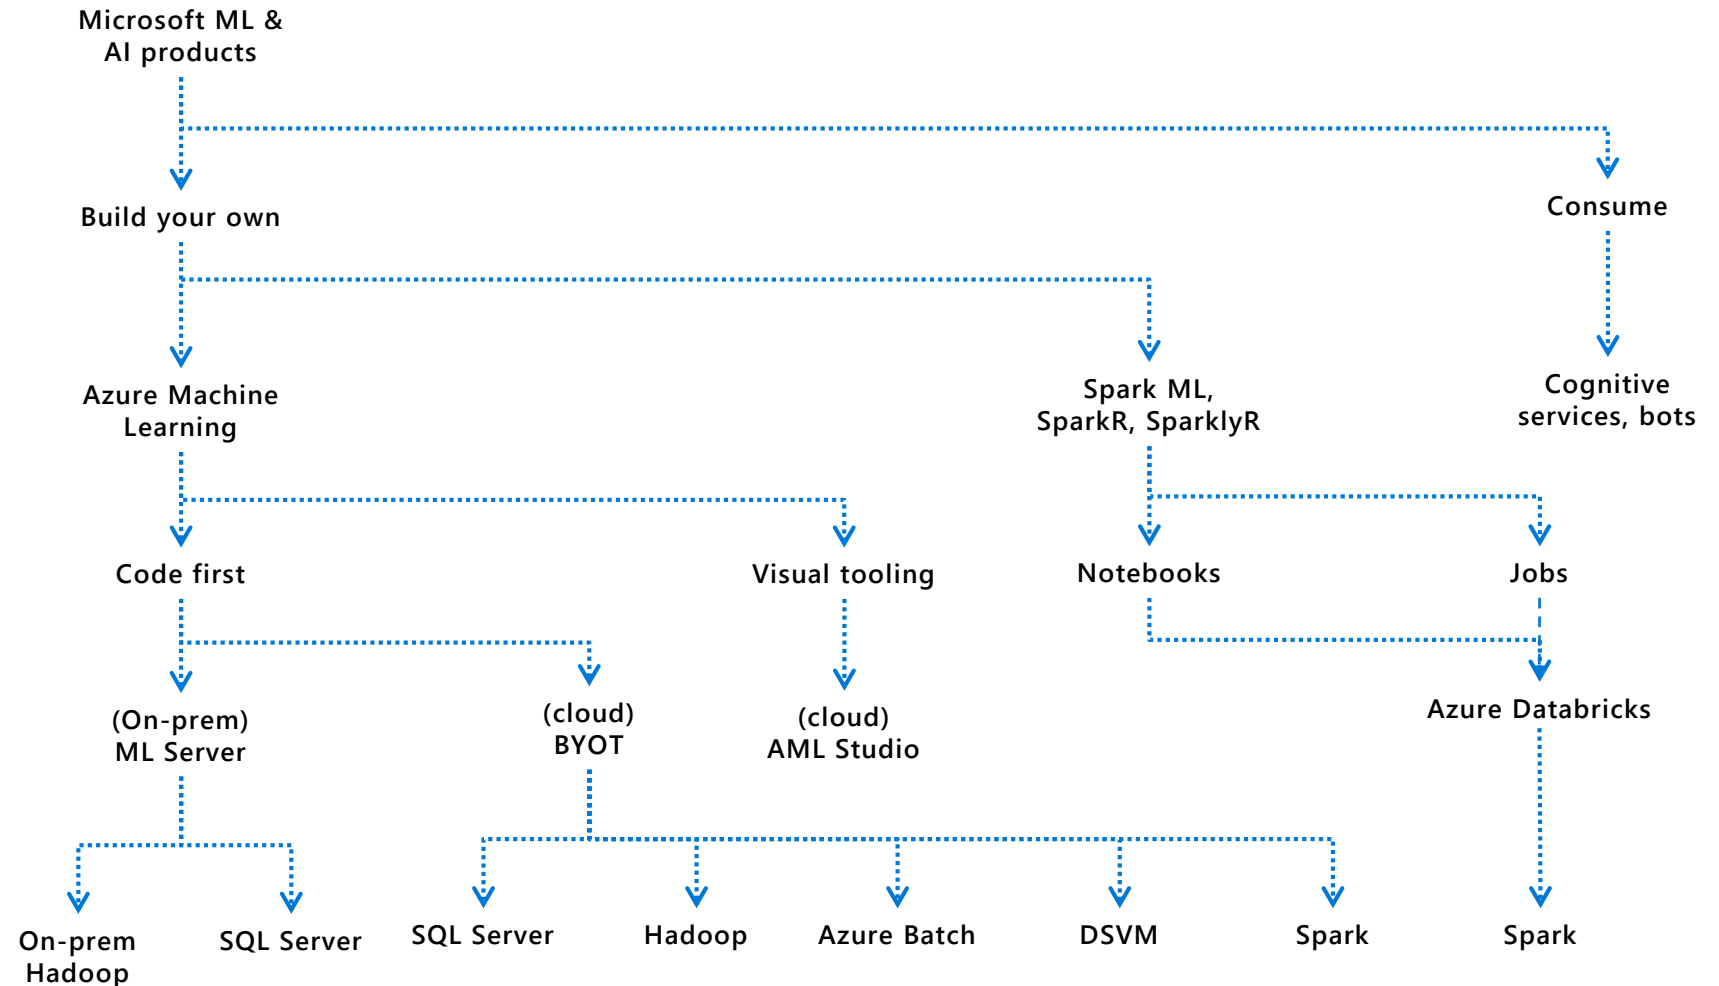 Microsoft ML &
AI products
Build your own
Consume
Azure Machine
Learning
Spark ML,
SparkR, SparklyR
Cognitive
services, bots
Code first
Visual tooling
Notebooks
Jobs
(On-prem)
ML Server
(cloud)
BYOT
(cloud)
AML Studio
Azure Databricks
On-prem
Hadoop
SQL Server
SQL Server
Hadoop
Azure Batch
DSVM
Spark
Spark